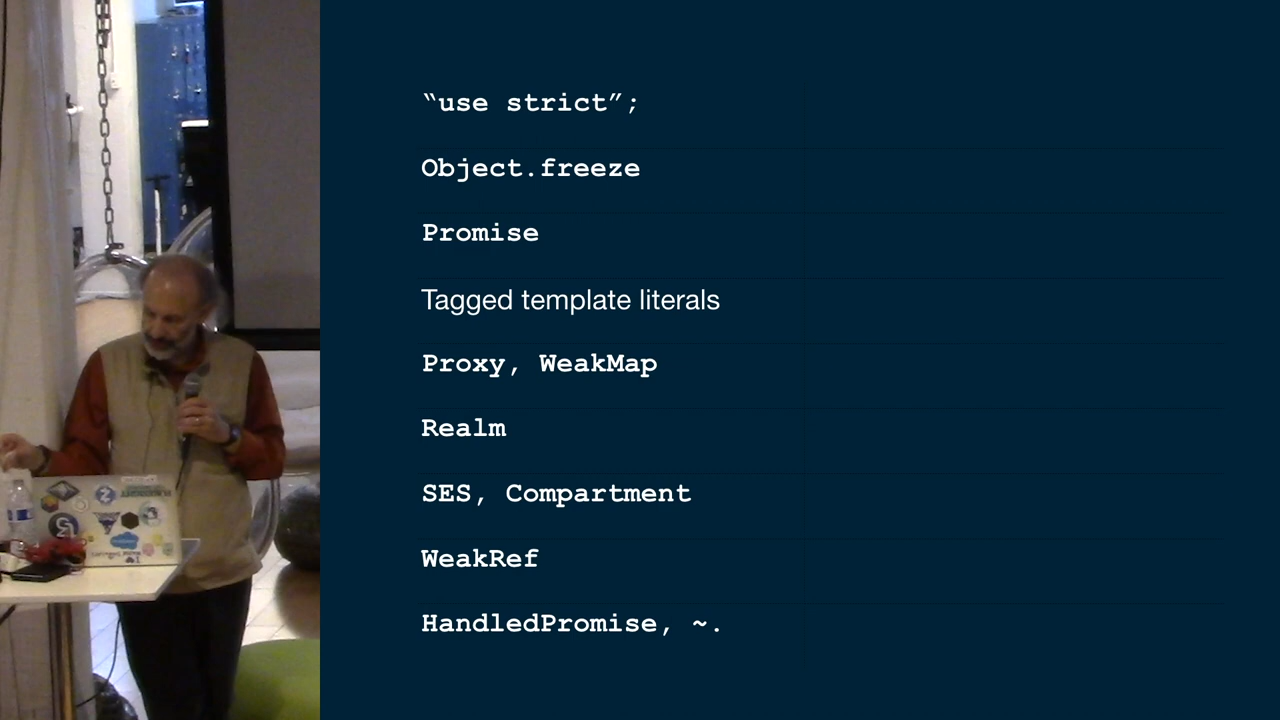 “use strict”;
Object.freeze
Promise
Tagged template literals
Proxy, WeakMap
Realm
SES, Compartment
WeakRef
HandledPromise, ~.